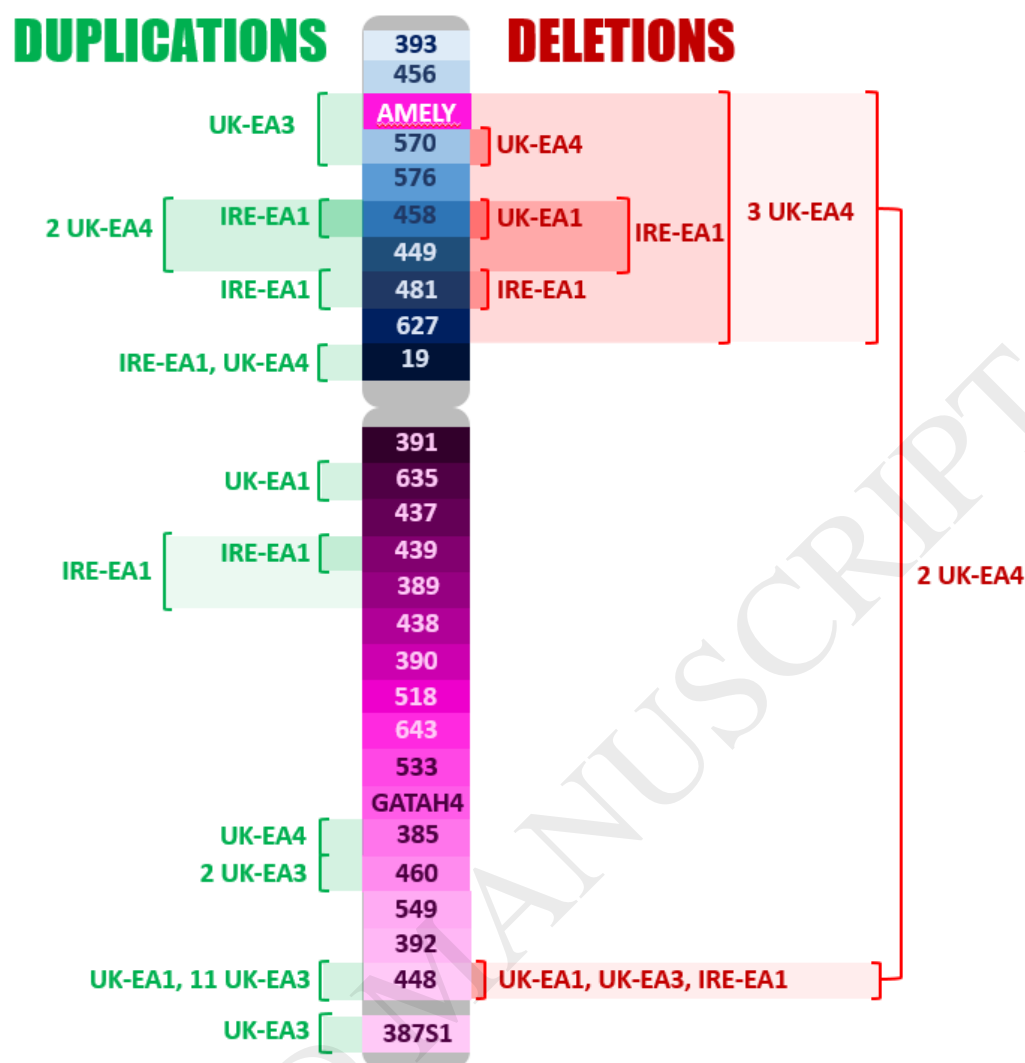 DUPLICATIONS
DELETIONS
393
456
AMELY
UK-EA3
570
UK-EA4
576
3 UK-EA4
2 UK-EA4
IRE-EA1
458
UK-EA1
IRE-EA1
449
IRE-EA1
481
IRE-EA1
627
IRE-EA1, UK-EA4
19
391
UK-EA1
635
437
IRE-EA1
IRE-EA1
439
389
2 UK-EA4
438
390
518
643
533
GATAH4
UK-EA4
385
2 UK-EA3
460
549
392
UK-EA1, 11 UK-EA3
448
UK-EA1, UK-EA3, IRE-EA1
UK-EA3
387S1
MANUSCRIPT